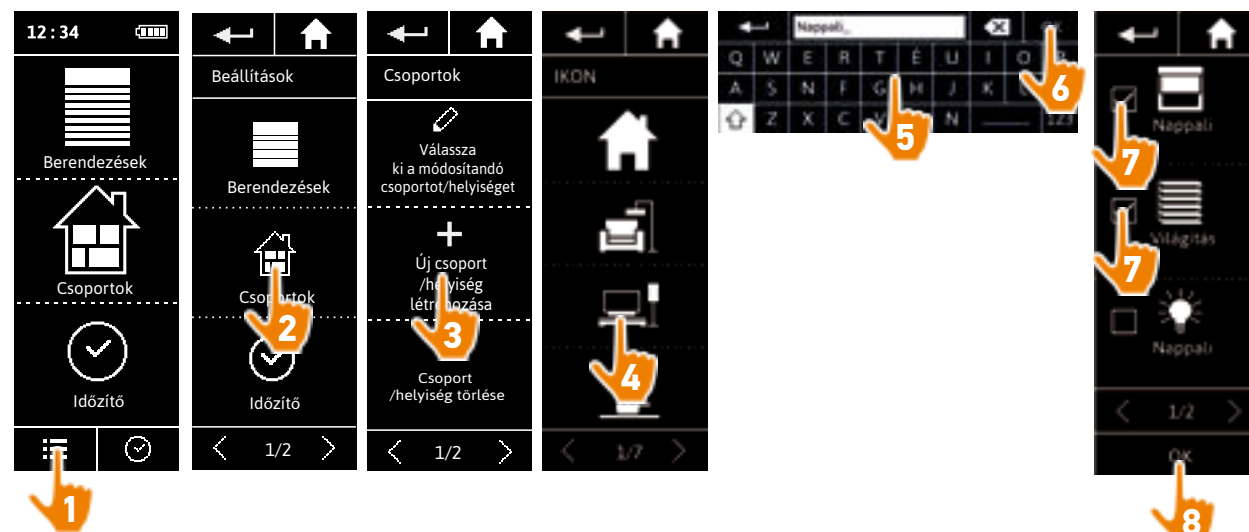 12:34
Berendezések
Csoportok
Időzítő
1
Beállítások
Berendezések
Csoportok
2
Időzítő
1/2
Csoportok
Válassza
ki a módosítandó
csoportot/helyiséget
Új csoport
/helyiség
létrehozása
3
Csoport
/helyiség törlése
1/2
IKON
4
1/7
Nappali_
Q W E R T É U I O
A S N F G H J K
Z X C N 123
5
6
Nappali
7
Világítás
7
Nappali
1/2
OK
8